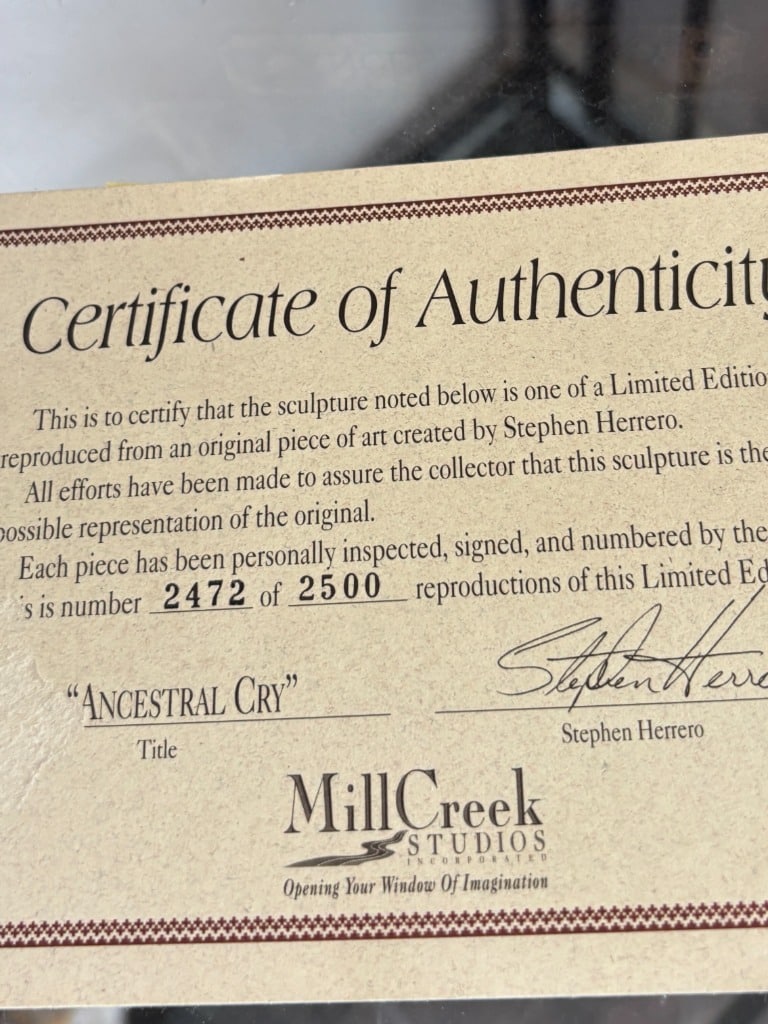 Certificate of Authenticity
This is to certify that the sculpture noted below is one of a Limited Editio
reproduced from an original piece of art created by Stephen Herrero.
All efforts have been made to assure the collector that this sculpture is the
possible representation of the original.
Each piece has been personally inspected, signed, and numbered by the
's is number 2472 of 2500 reproductions of this Limited Ed
"ANCESTRAL CRY" Stephen Herre
Title Stephen Herrero
MillCreek
STUDIOS
INCORPORATED
Opening Your Window Of Imagination